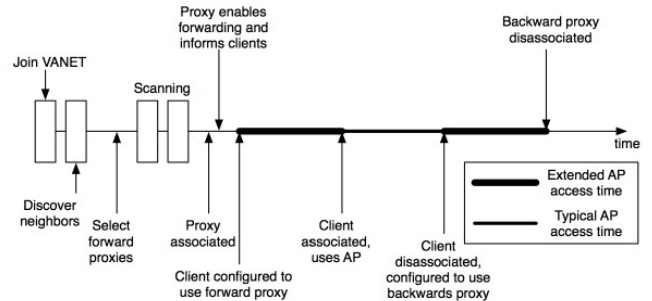 Proxy enables
forwarding and
informs clients
Backward proxy
disassociated
Join VANET
Scanning
time
Discover
neighbors
Select
forward
proxies
Proxy
associated
Client configured to
use forward proxy
Client
associated,
uses AP
Client
disassociated,
configured to use
backwards proxy
Extended AP
access time
Typical AP
access time